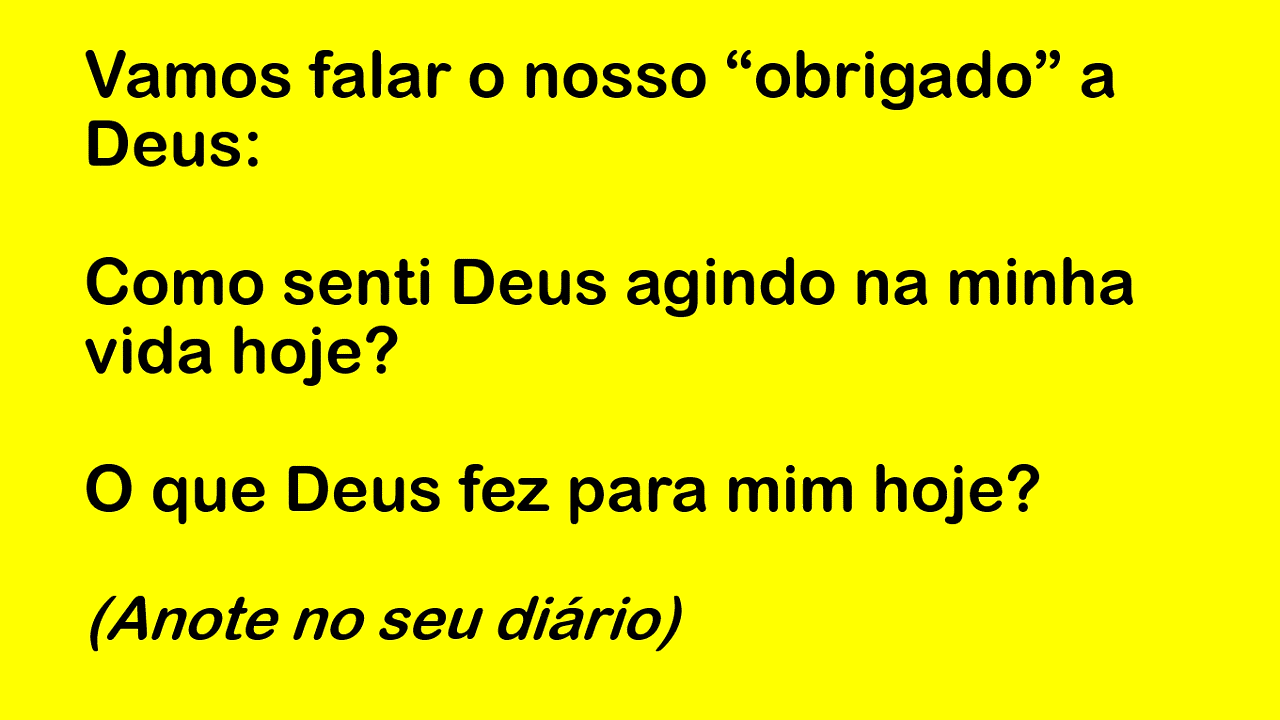 Vamos falar o nosso “obrigado” a
Deus:
Como senti Deus agindo na minha
vida hoje?
O que Deus fez para mim hoje?
(Anote no seu diário)